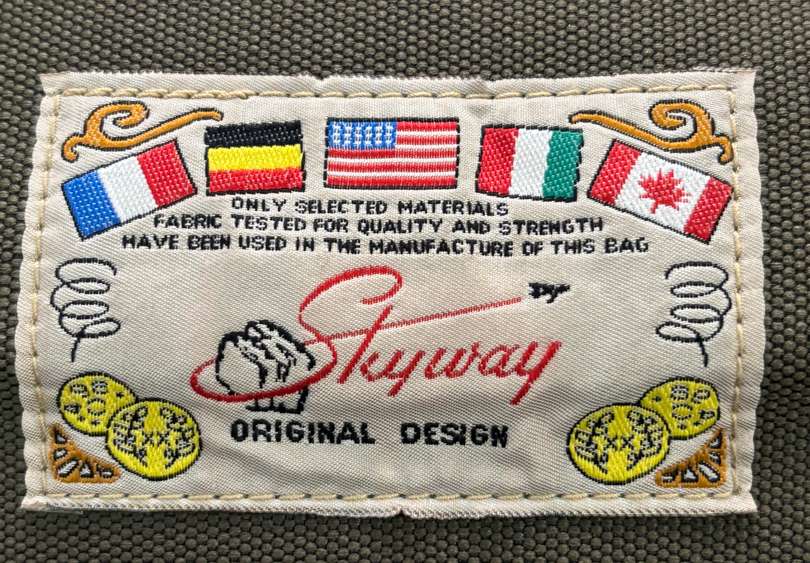 ONLY SELECTED MATERIALS
FABRIC TESTED FOR QUALITY AND STRENGTH
HAVE BEEN USED IN THE MANUFACTURE OF THIS BAG
Skyway
ORIGINAL DESIGN